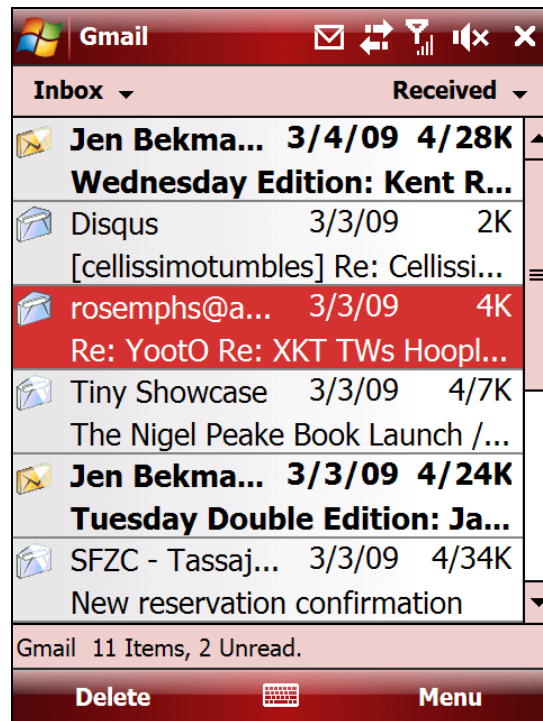 Gmail
Inbox Received
Jen Bekma... 3/4/09 4/28K
Wednesday Edition: Kent R...
Disqus 3/3/09 2K
[cellissimotumbles] Re: Cellissi...
rosemphs@a... 3/3/09 4K
Re: YootO Re: XKT TWs Hoopl...
Tiny Showcase 3/3/09 4/7K
The Nigel Peake Book Launch /...
Jen Bekma... 3/3/09 4/24K
Tuesday Double Edition: Ja...
SFZC - Tassaj... 3/3/09 4/34K
New reservation confirmation
Gmail 11 Items, 2 Unread.
Delete Menu